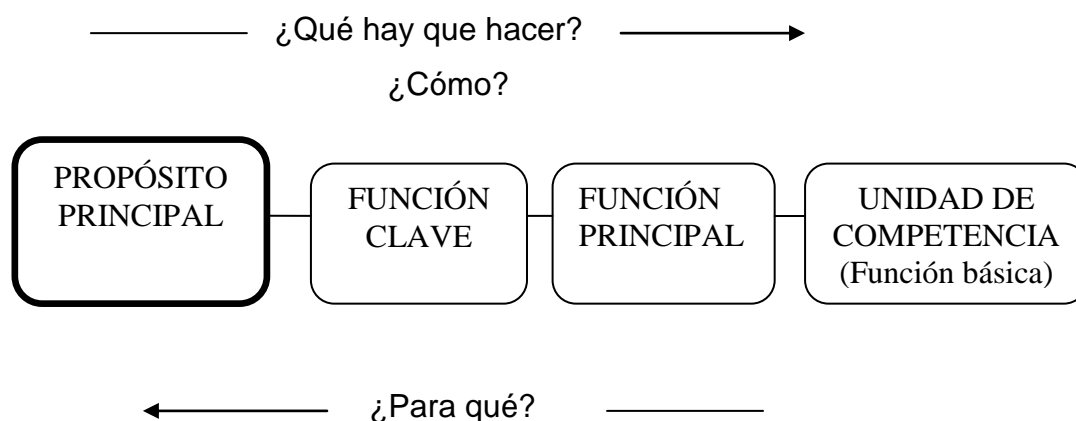 ¿Qué hay que hacer?
¿Cómo?
PROPÓSITO
PRINCIPAL
FUNCIÓN
CLAVE
FUNCIÓN
PRINCIPAL
UNIDAD DE
COMPETENCIA
(Función básica)
¿Para qué?